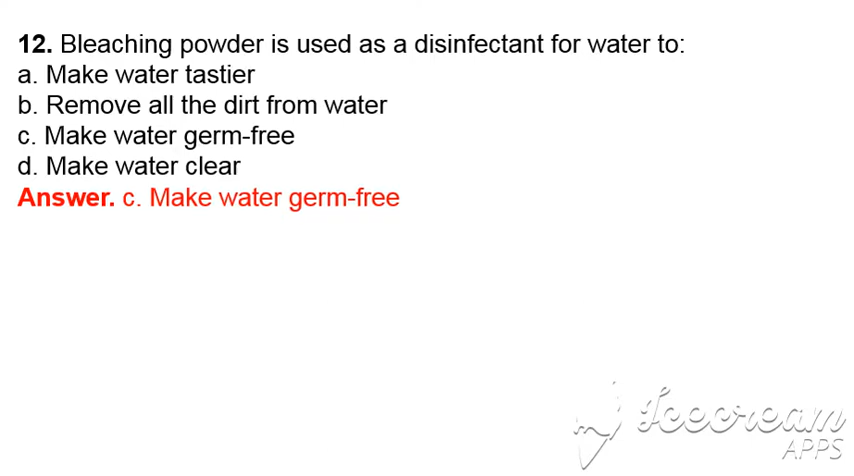 12. Bleaching powder is used as a disinfectant for water to:
a. Make water tastier
b. Remove all the dirt from water
c. Make water germ-free
d. Make water clear
Answer. c. Make water germ-free
Icecream
APPS